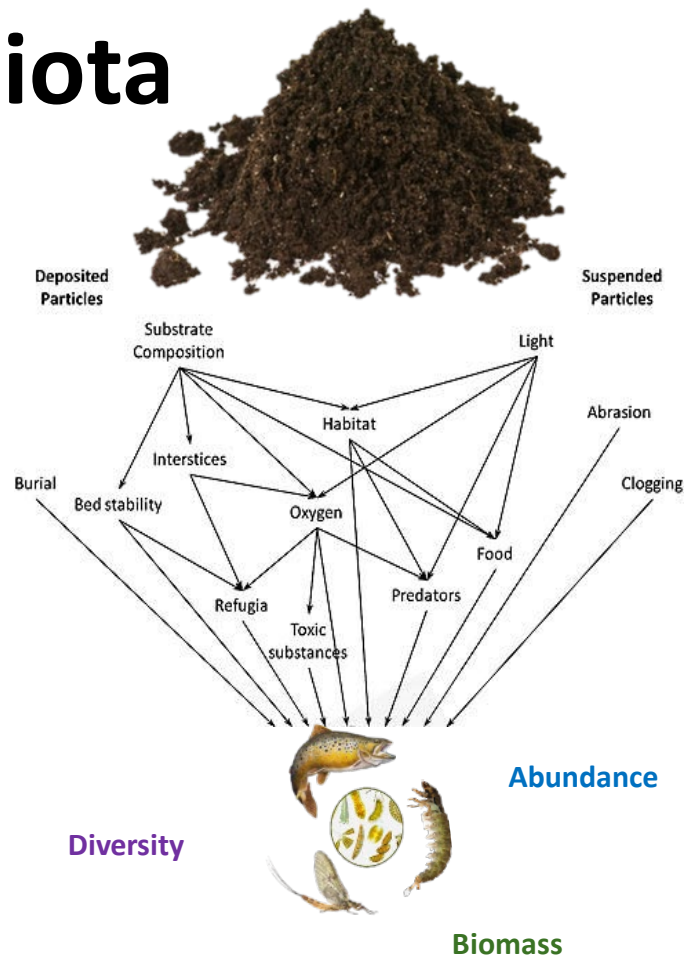 iota
Deposited
Particles
Suspended
Particles
Substrate
Composition
Light
Habitat
Abrasion
Interstices
Burial
Clogging
Bed stability
Oxygen
Food
Predators
Refugia
Toxic
substances
Abundance
Diversity
Biomass